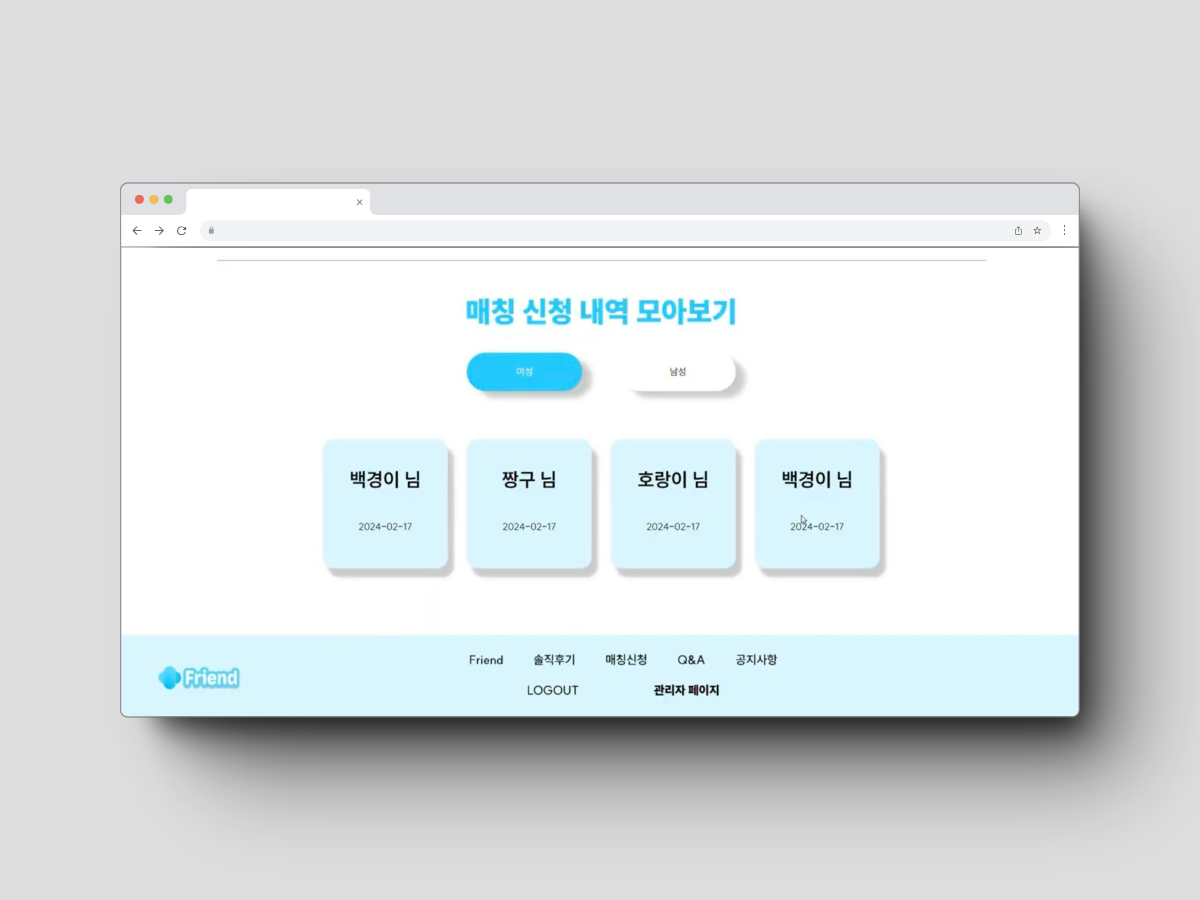 매칭 신청 내역 모아보기
여성 남성
백경이 님 짱구 님 호랑이 님 백경이 님
2024-02-17 2024-02-17 2024-02-17 2024-02-17
Friend
Friend 솔직후기 매칭신청 Q&A 공지사항
LOGOUT 관리자 페이지